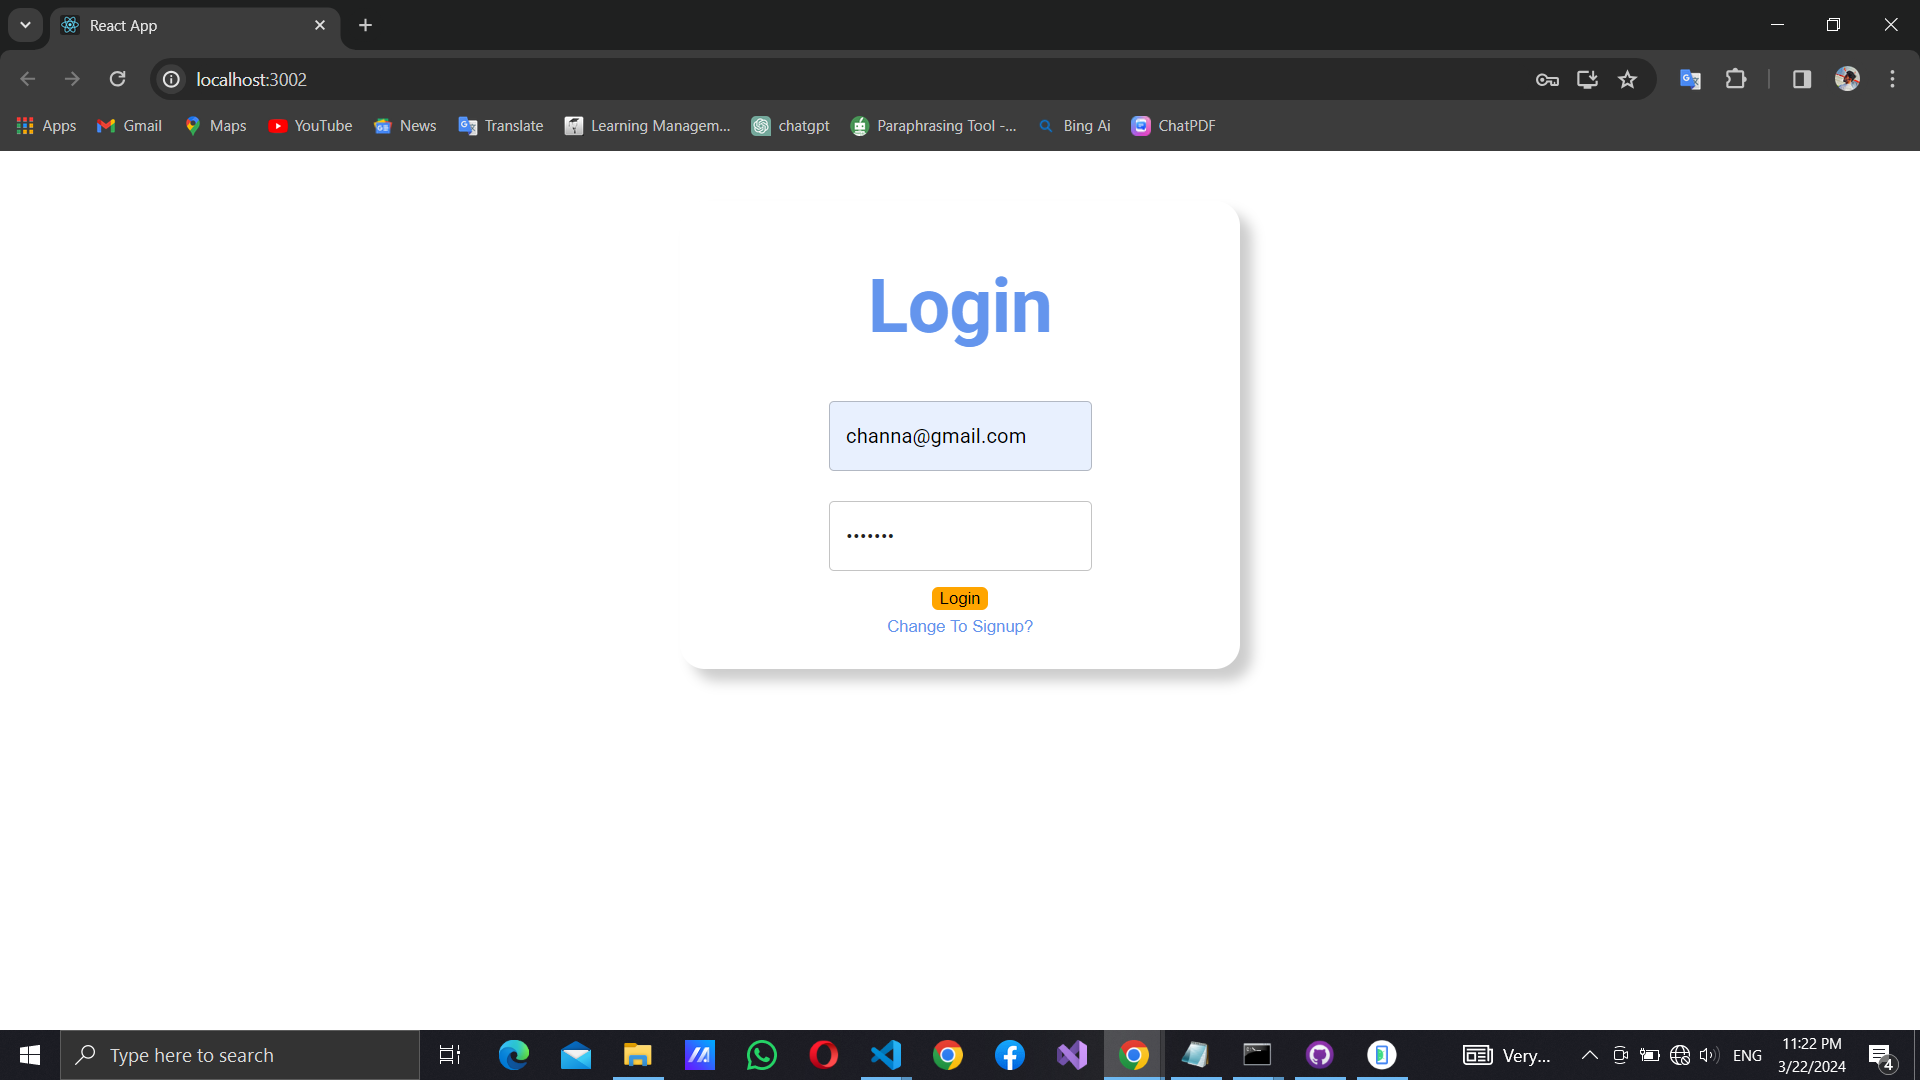 React App
localhost:3002
Apps Gmail Maps YouTube News Translate Learning Managem... chatgpt Paraphrasing Tool -... Bing Ai ChatPDF
Login
channa@gmail.com
•••••••
Login
Change To Signup?
Type here to search
Very...
ENG
11:22 PM
3/22/2024
4